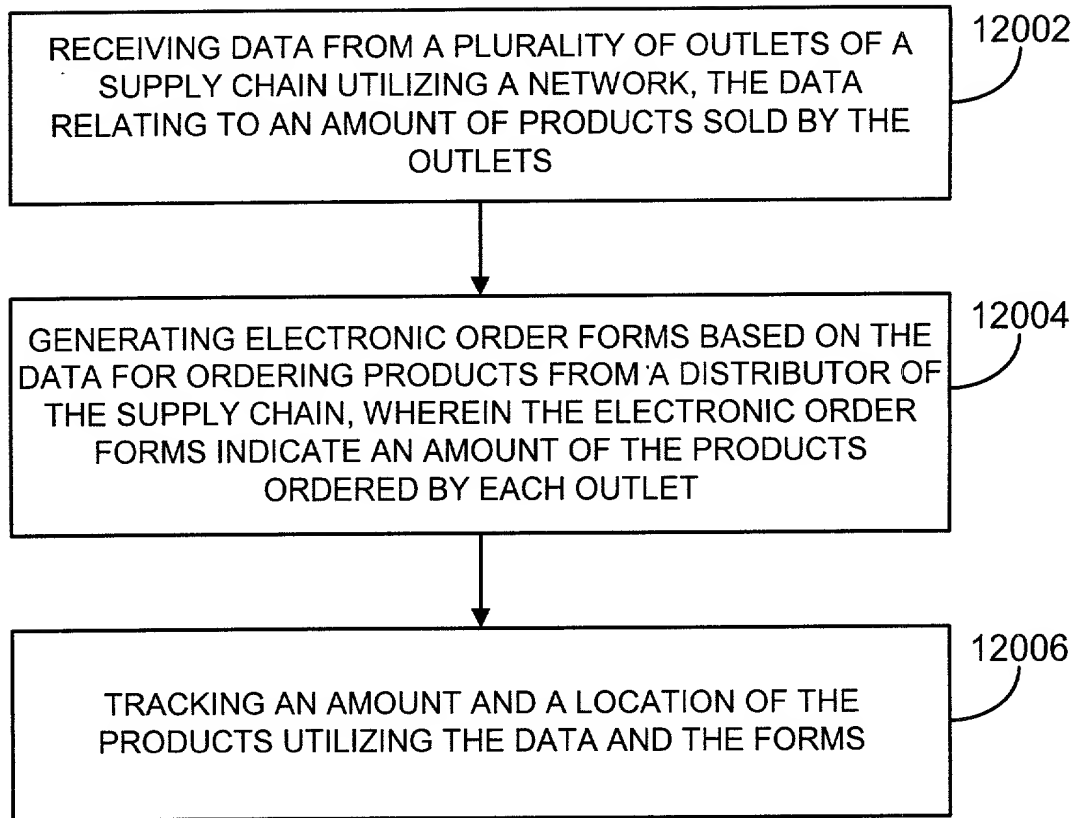 RECEIVING DATA FROM A PLURALITY OF OUTLETS OF A
SUPPLY CHAIN UTILIZING A NETWORK, THE DATA
RELATING TO AN AMOUNT OF PRODUCTS SOLD BY THE
OUTLETS
12002
GENERATING ELECTRONIC ORDER FORMS BASED ON THE
DATA FOR ORDERING PRODUCTS FROM A DISTRIBUTOR OF
THE SUPPLY CHAIN, WHEREIN THE ELECTRONIC ORDER
FORMS INDICATE AN AMOUNT OF THE PRODUCTS
ORDERED BY EACH OUTLET
12004
TRACKING AN AMOUNT AND A LOCATION OF THE
PRODUCTS UTILIZING THE DATA AND THE FORMS
12006